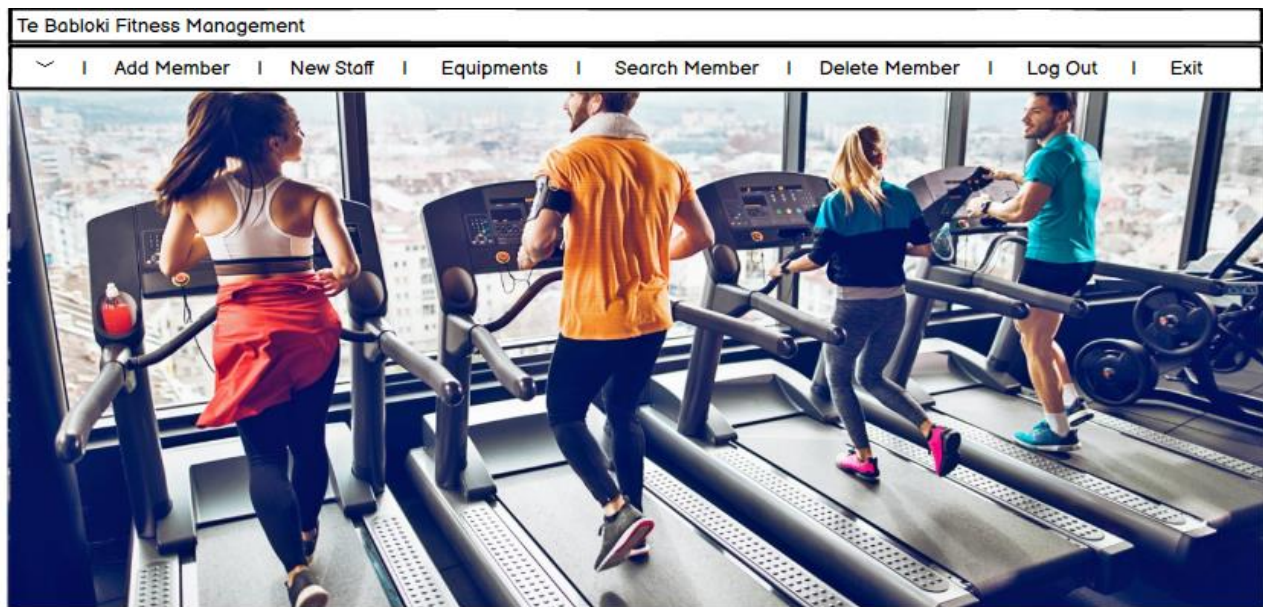 Te Babloki Fitness Management
Add Member | New Staff | Equipments | Search Member | Delete Member | Log Out | Exit